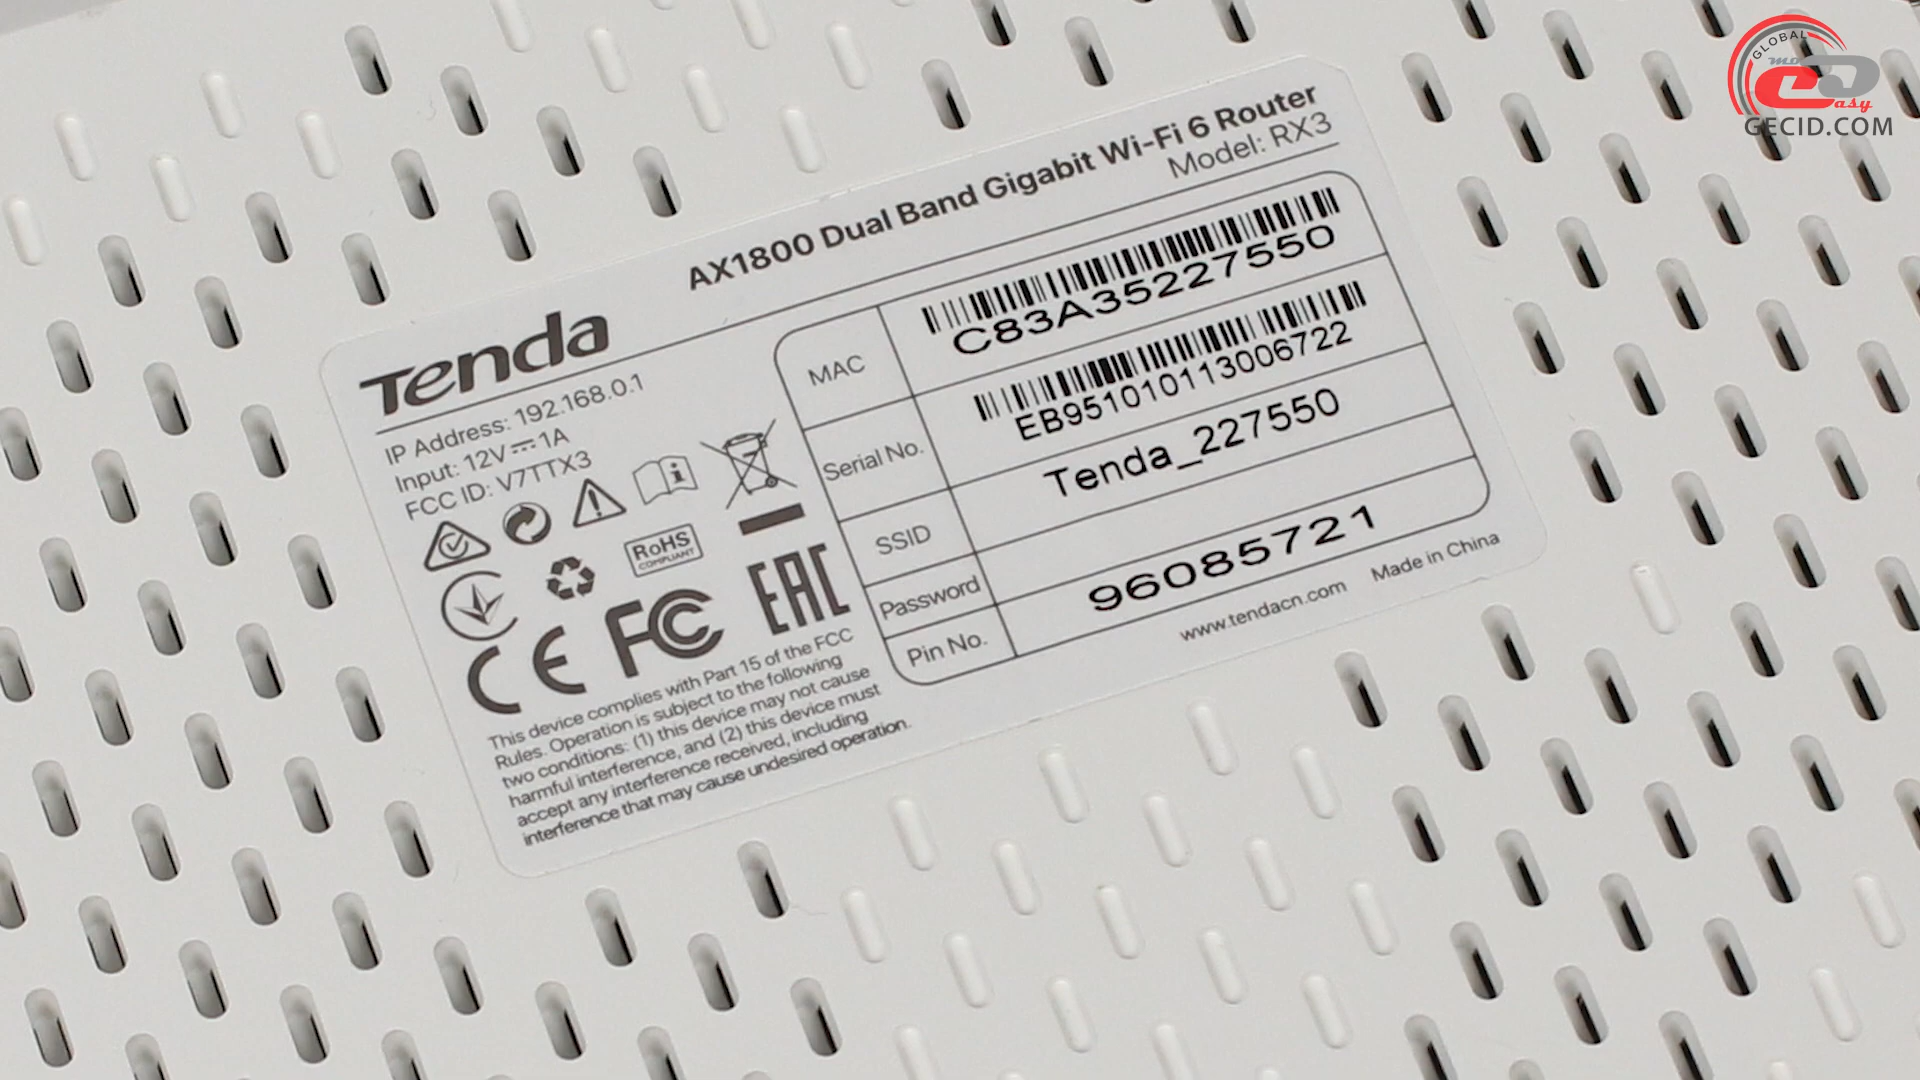 GLOBAL
easy
GECID.COM
AX1800 Dual Band Gigabit Wi-Fi 6 Router
Model: RX3
Tenda
IP Address: 192.168.0.1
Input: 12V⎓1A
FCC ID: V7TTX3
RoHS
COMPLIANT
CE FC EAC
This device complies with Part 15 of the FCC
Rules. Operation is subject to the following
two conditions: (1) this device may not cause
harmful interference, and (2) this device must
accept any interference received, including
interference that may cause undesired operation.
MAC C83A35227550
Serial No. EB951010113006722
SSID Tenda_227550
Password
Pin No. 96085721
www.tendacn.com Made in China